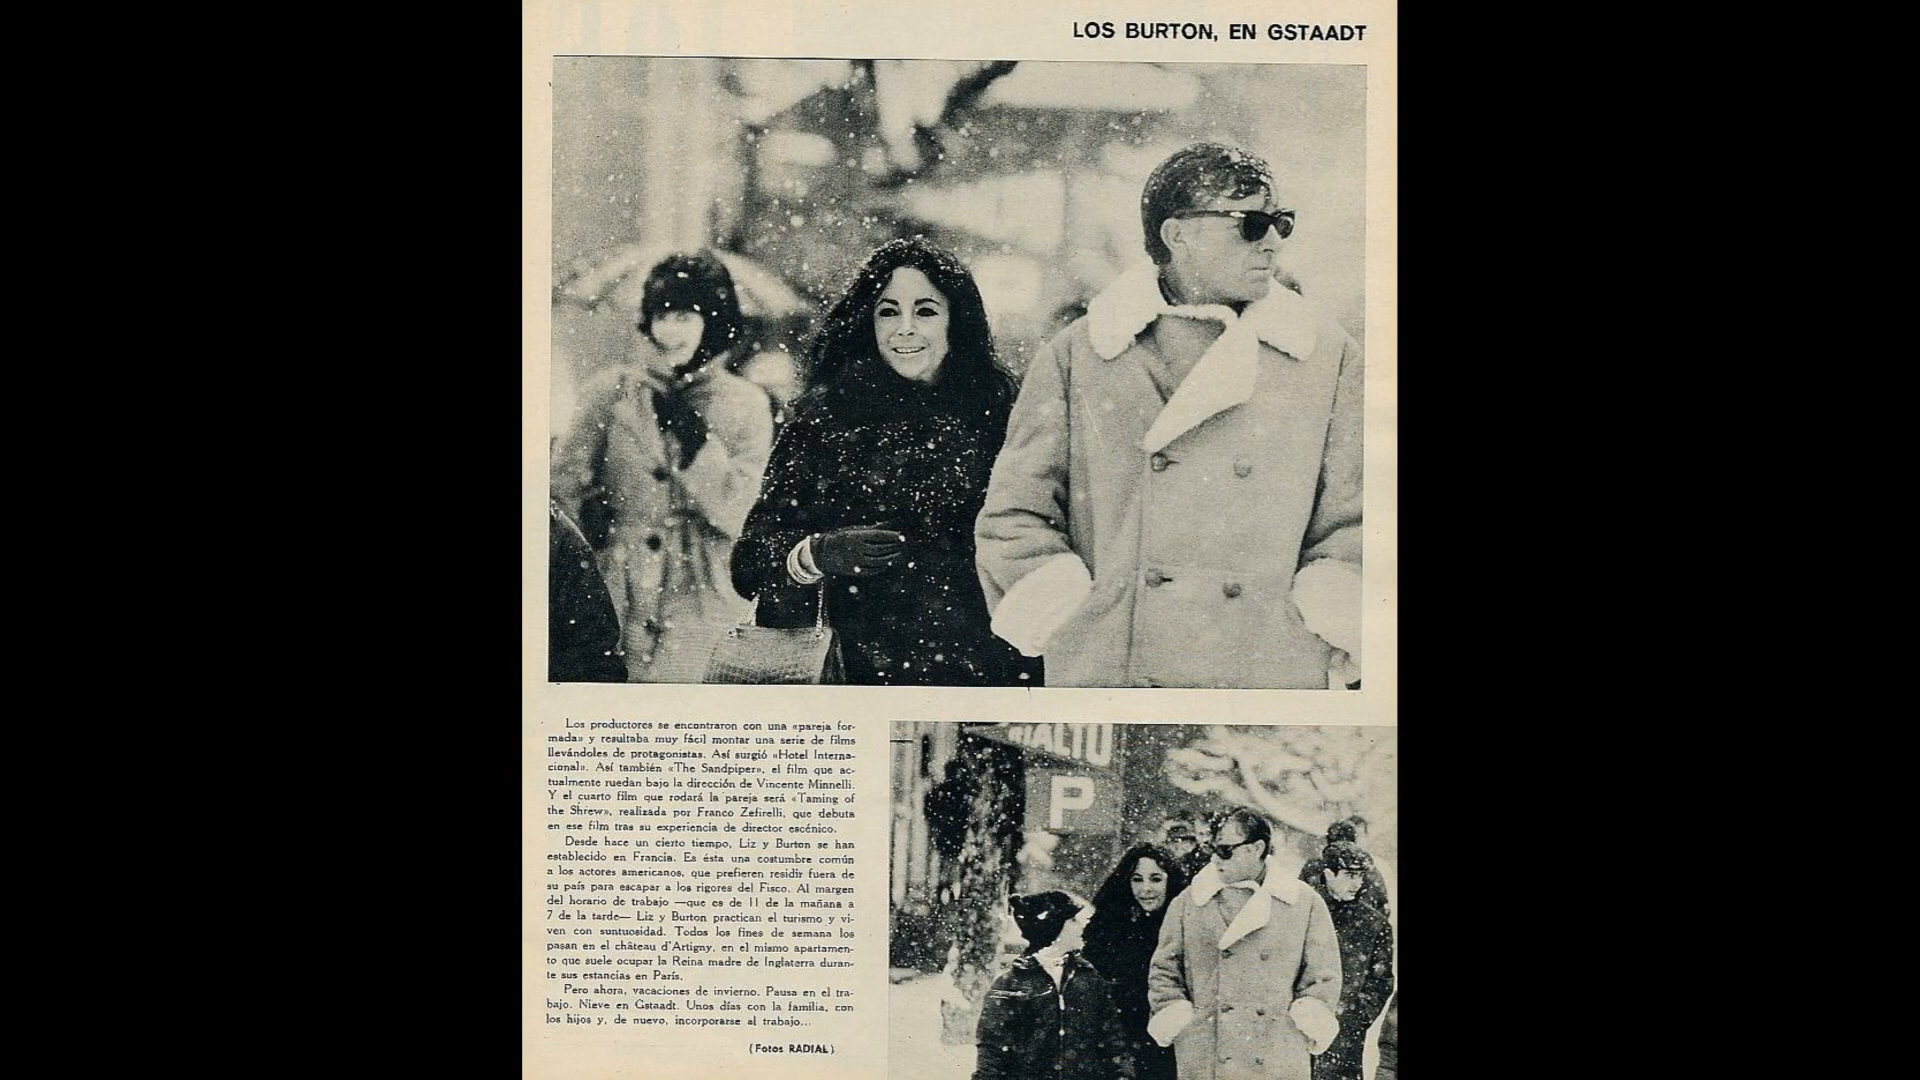 LOS BURTON, EN GSTAADT
Los productores se encontraron con una «pareja for-
mada» y resultaba muy fácil montar una serie de films
llevándoles de protagonistas. Así surgió «Hotel Interna-
cional». Así también «The Sandpiper», el film que ac-
tualmente ruedan bajo la dirección de Vincente Minnelli.
Y el cuarto film que rodará la pareja será «Taming of
the Shrew», realizada por Franco Zefirelli, que debuta
en ese film tras su experiencia de director escénico.
Desde hace un cierto tiempo, Liz y Burton se han
establecido en Francia. Es ésta una costumbre común
a los actores americanos, que prefieren residir fuera de
su país para escapar a los rigores del Fisco. Al margen
del horario de trabajo —que es de 11 de la mañana a
7 de la tarde— Liz y Burton practican el turismo y vi-
ven con suntuosidad. Todos los fines de semana los
pasan en el château d'Artigny, en el mismo apartamen-
to que suele ocupar la Reina madre de Inglaterra duran-
te sus estancias en París.
Pero ahora, vacaciones de invierno. Pausa en el tra-
bajo. Nieve en Gstaadt. Unos días con la familia, con
los hijos y, de nuevo, incorporarse al trabajo...
(Fotos RADIAL)
RIALTO
P